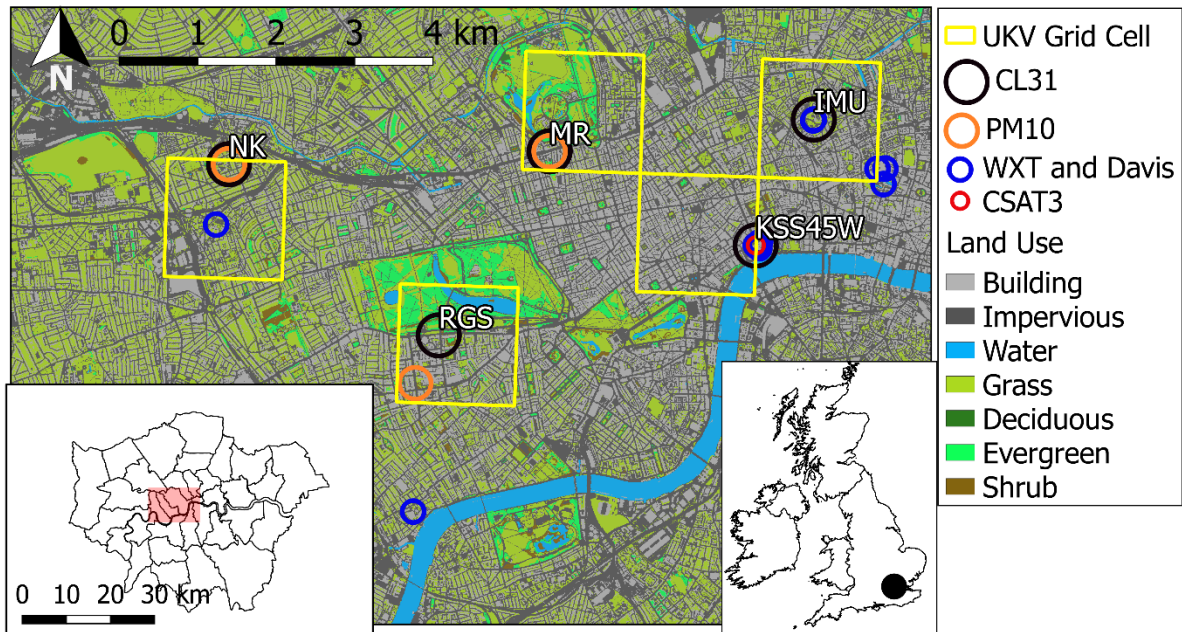 0 1 2 3 4 km
N
NK
MR
IMU
KSS45W
RGS
0 10 20 30 km
UKV Grid Cell
CL31
PM10
WXT and Davis
CSAT3
Land Use
Building
Impervious
Water
Grass
Deciduous
Evergreen
Shrub